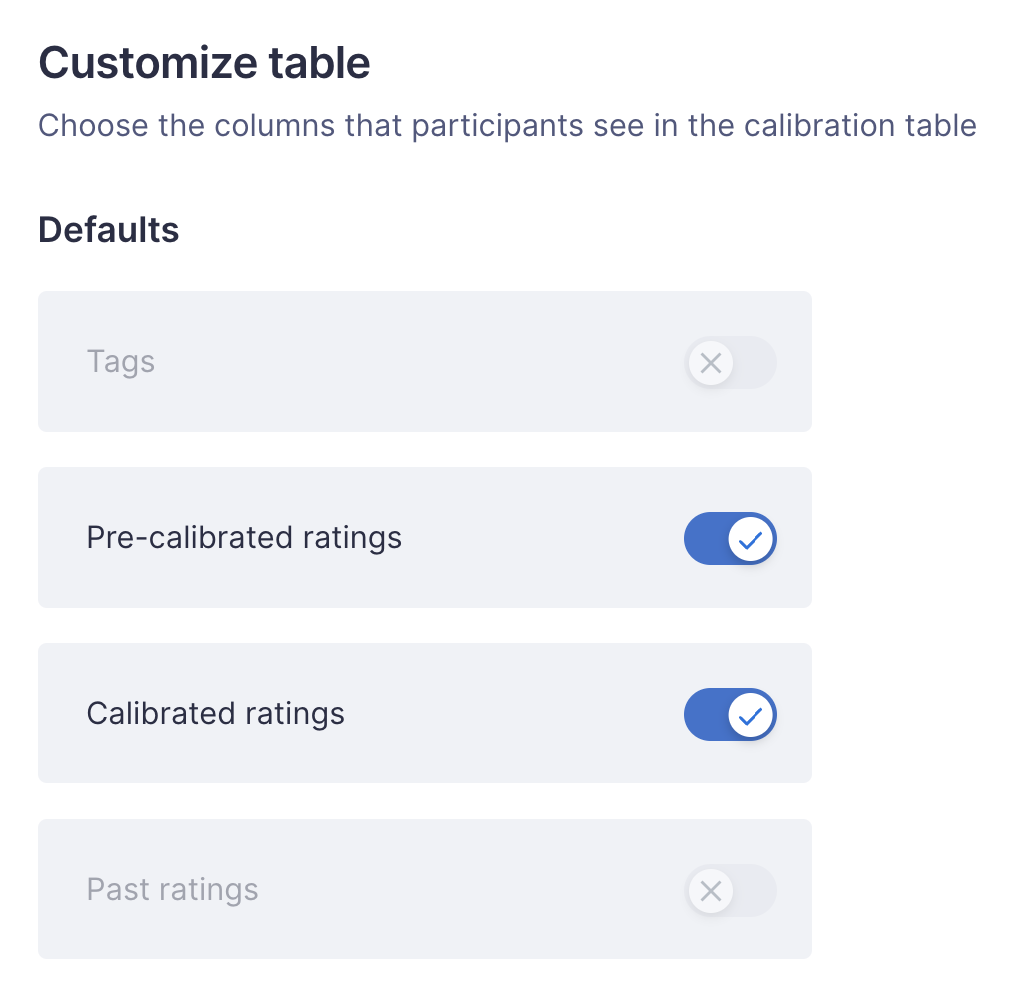 Customize table
Choose the columns that participants see in the calibration table
Defaults
Tags
Pre-calibrated ratings
Calibrated ratings
Past ratings